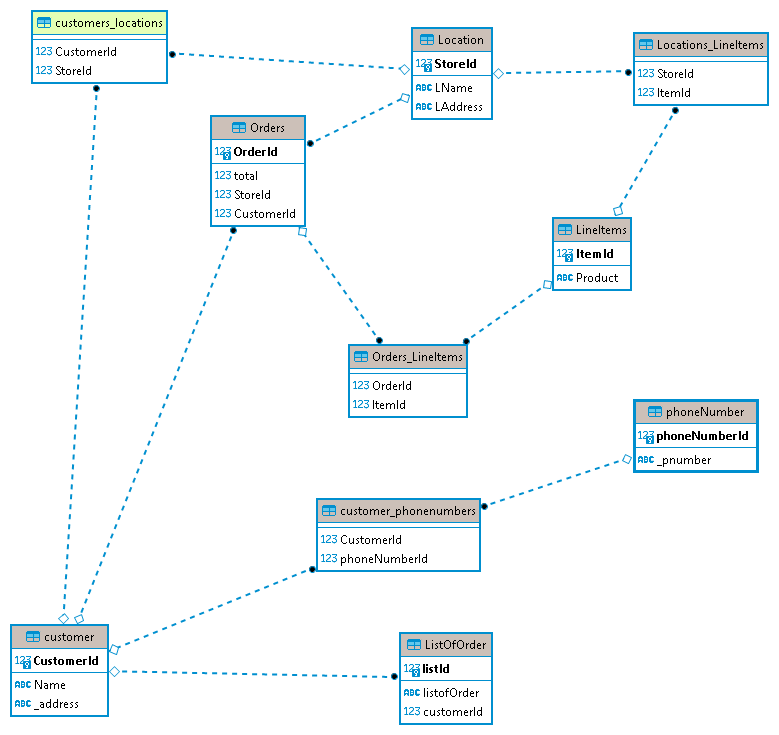 customers_locations
123 CustomerId
123 StoreId
Location
123 StoreId
ABC LName
ABC LAddress
Locations_LineItems
123 StoreId
123 ItemId
Orders
123 OrderId
123 total
123 StoreId
123 CustomerId
LineItems
123 ItemId
ABC Product
Orders_LineItems
123 OrderId
123 ItemId
phoneNumber
123 phoneNumberId
ABC _pnumber
customer_phonenumbers
123 CustomerId
123 phoneNumberId
customer
123 CustomerId
ABC Name
ABC _address
ListOfOrder
123 listId
ABC listofOrder
123 customerId